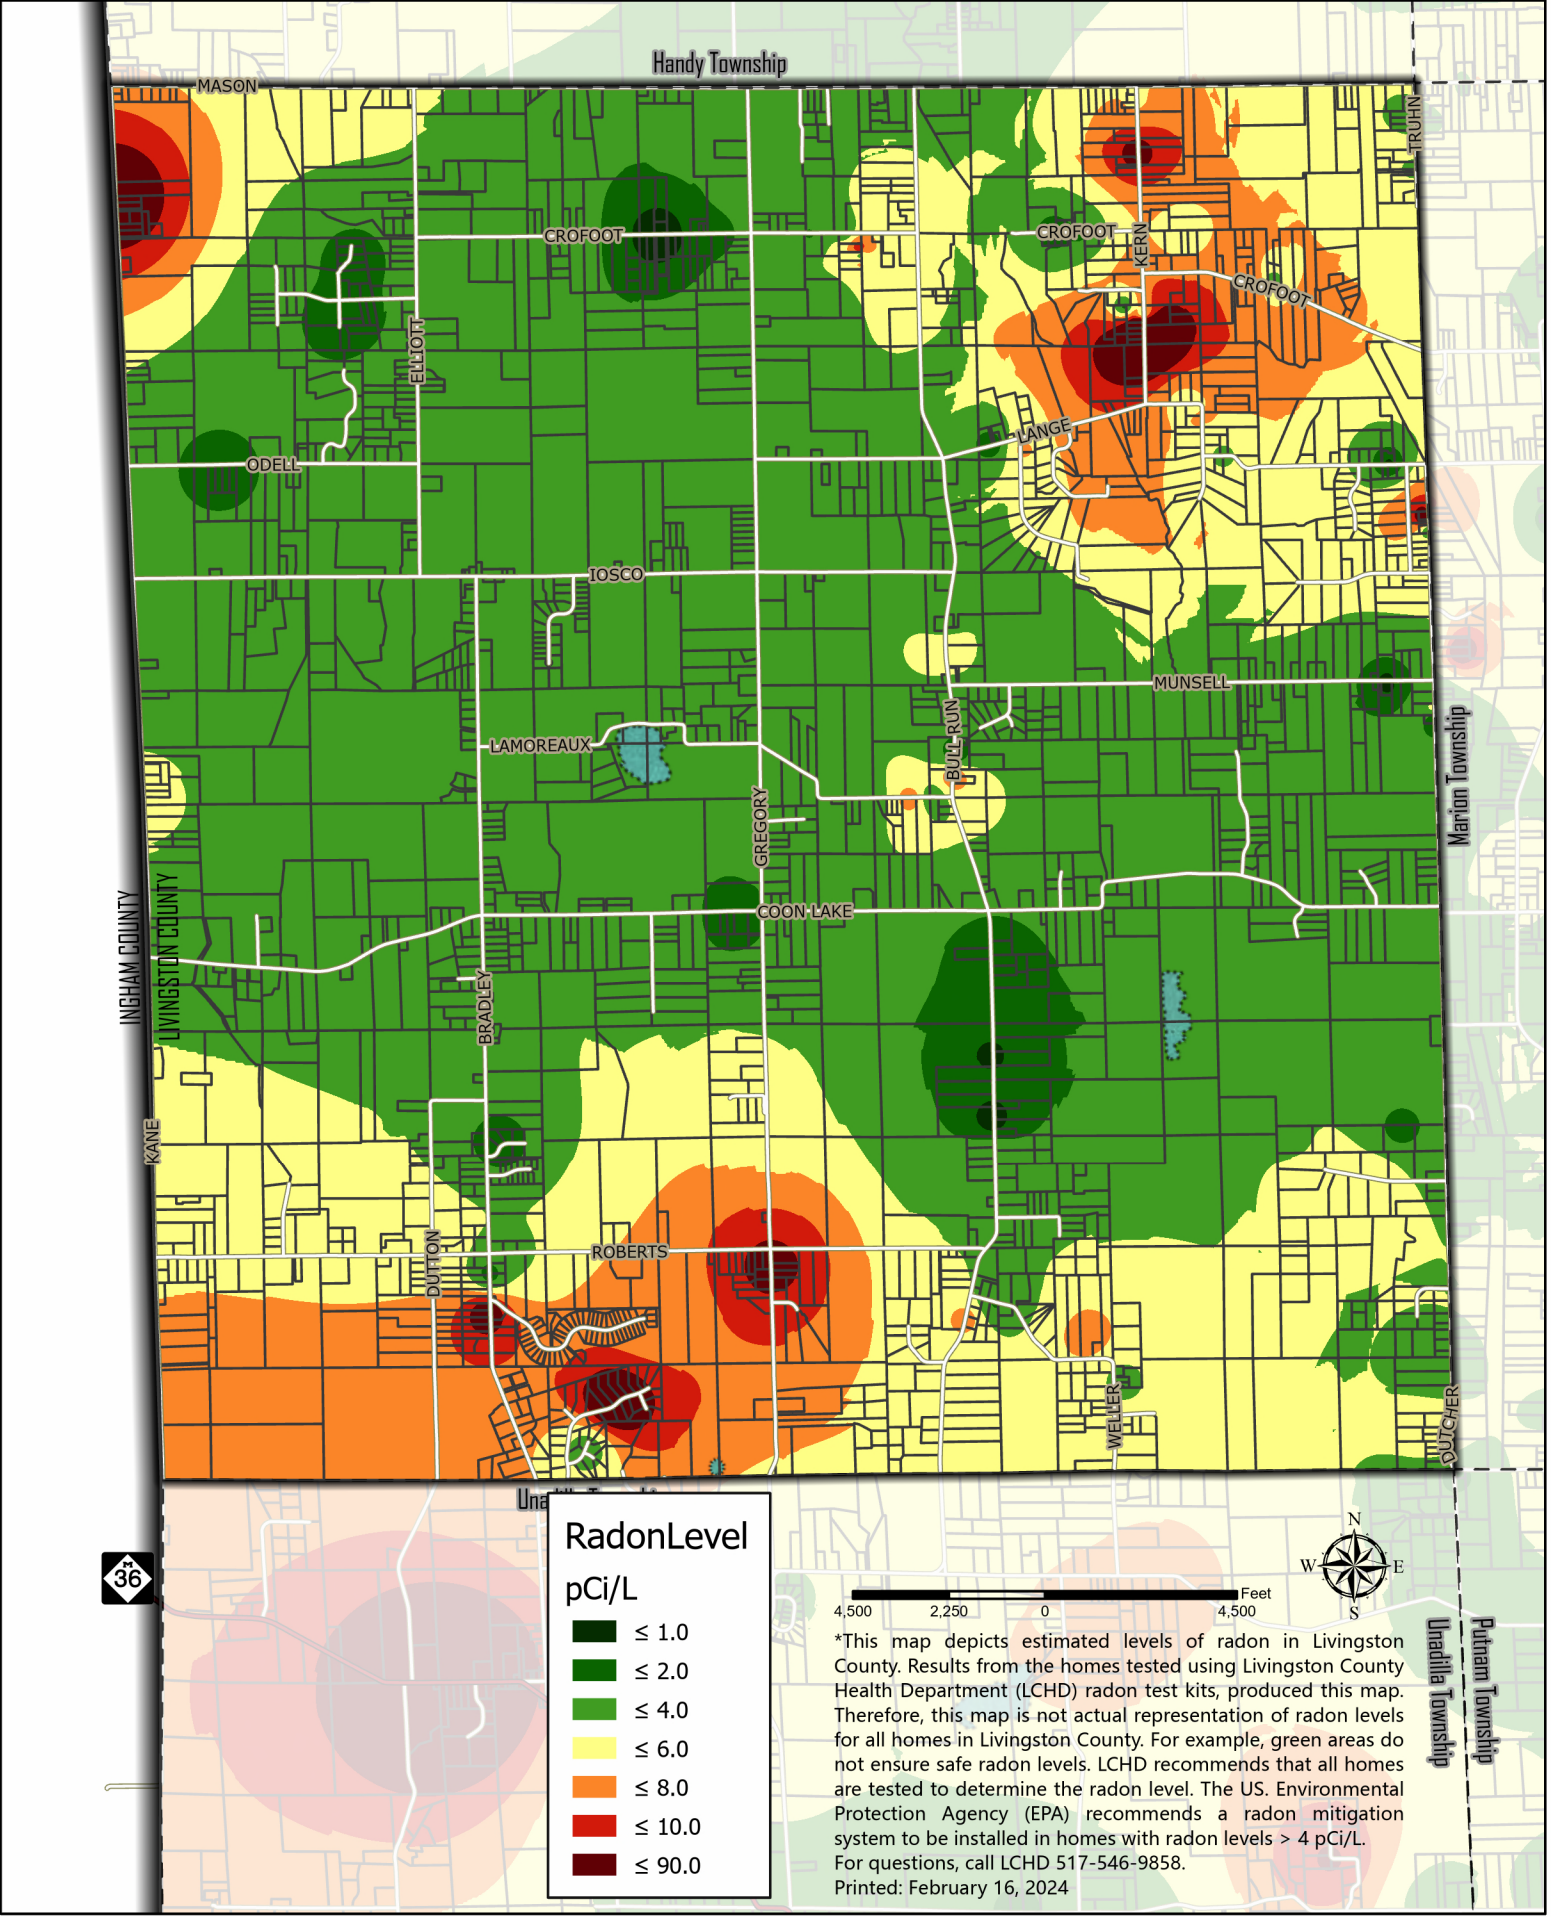 Handy Township
MASON
TRUHN
CROFOOT
CROFOOT
KERN
CROFOOT
ELLIOTT
LANGE
ODELL
IOSCO
MUNSELL
BULL RUN
LAMOREAUX
Marion Township
GREGORY
COON LAKE
INGHAM COUNTY
LIVINGSTON COUNTY
BRADLEY
KANE
DUTTON
ROBERTS
WELLER
DUTCHER
M
36
RadonLevel
pCi/L
≤ 1.0
≤ 2.0
≤ 4.0
≤ 6.0
≤ 8.0
≤ 10.0
≤ 90.0
N
W E
S
Feet
4,500 2,250 0 4,500
*This map depicts estimated levels of radon in Livingston
County. Results from the homes tested using Livingston County
Health Department (LCHD) radon test kits, produced this map.
Therefore, this map is not actual representation of radon levels
for all homes in Livingston County. For example, green areas do
not ensure safe radon levels. LCHD recommends that all homes
are tested to determine the radon level. The US. Environmental
Protection Agency (EPA) recommends a radon mitigation
system to be installed in homes with radon levels > 4 pCi/L.
For questions, call LCHD 517-546-9858.
Printed: February 16, 2024
Unadilla Township
Putnam Township